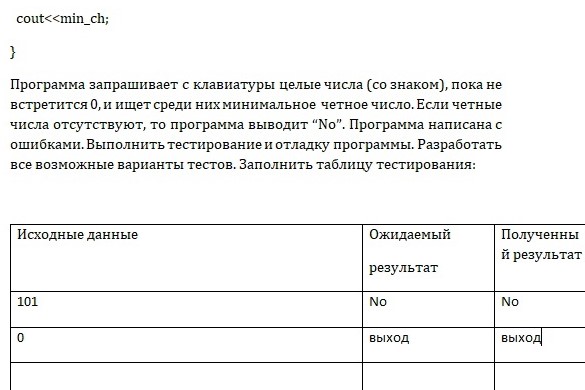 cout<<min_ch;
}
Программа запрашивает с клавиатуры целые числа (со знаком), пока не
встретится 0, и ищет среди них минимальное четное число. Если четные
числа отсутствуют, то программа выводит “No”. Программа написана с
ошибками. Выполнить тестирование и отладку программы. Разработать
все возможные варианты тестов. Заполнить таблицу тестирования:
Исходные данные
Ожидаемый
результат
Полученны
й результат
101
No
No
0
выход
выход